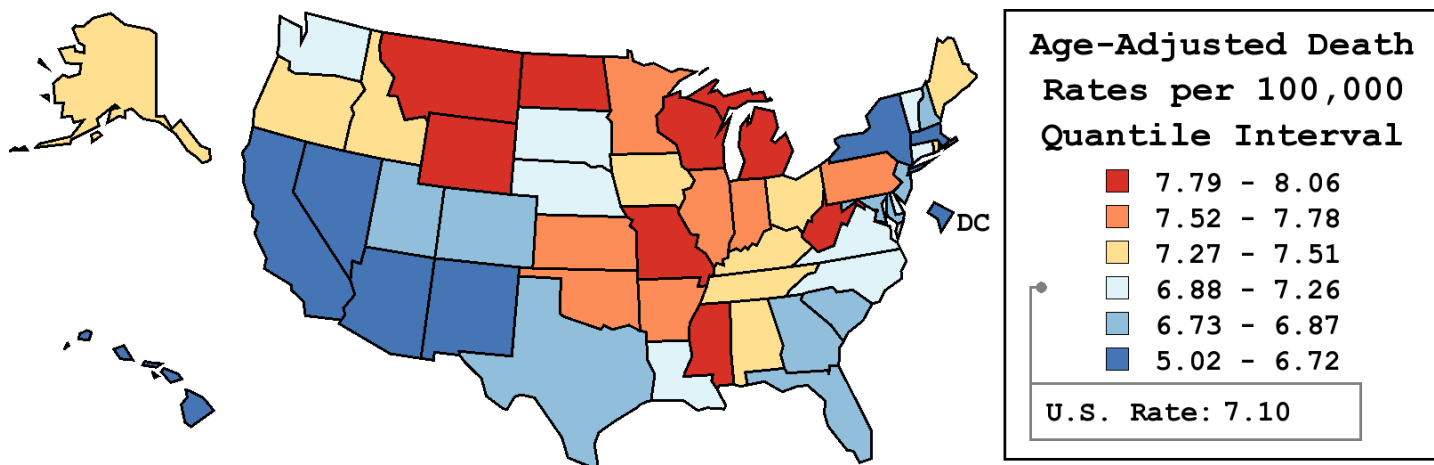 Age-Adjusted Death
Rates per 100,000
Quantile Interval
7.79 - 8.06
7.52 - 7.78
7.27 - 7.51
6.88 - 7.26
6.73 - 6.87
5.02 - 6.72
U.S. Rate: 7.10
DC